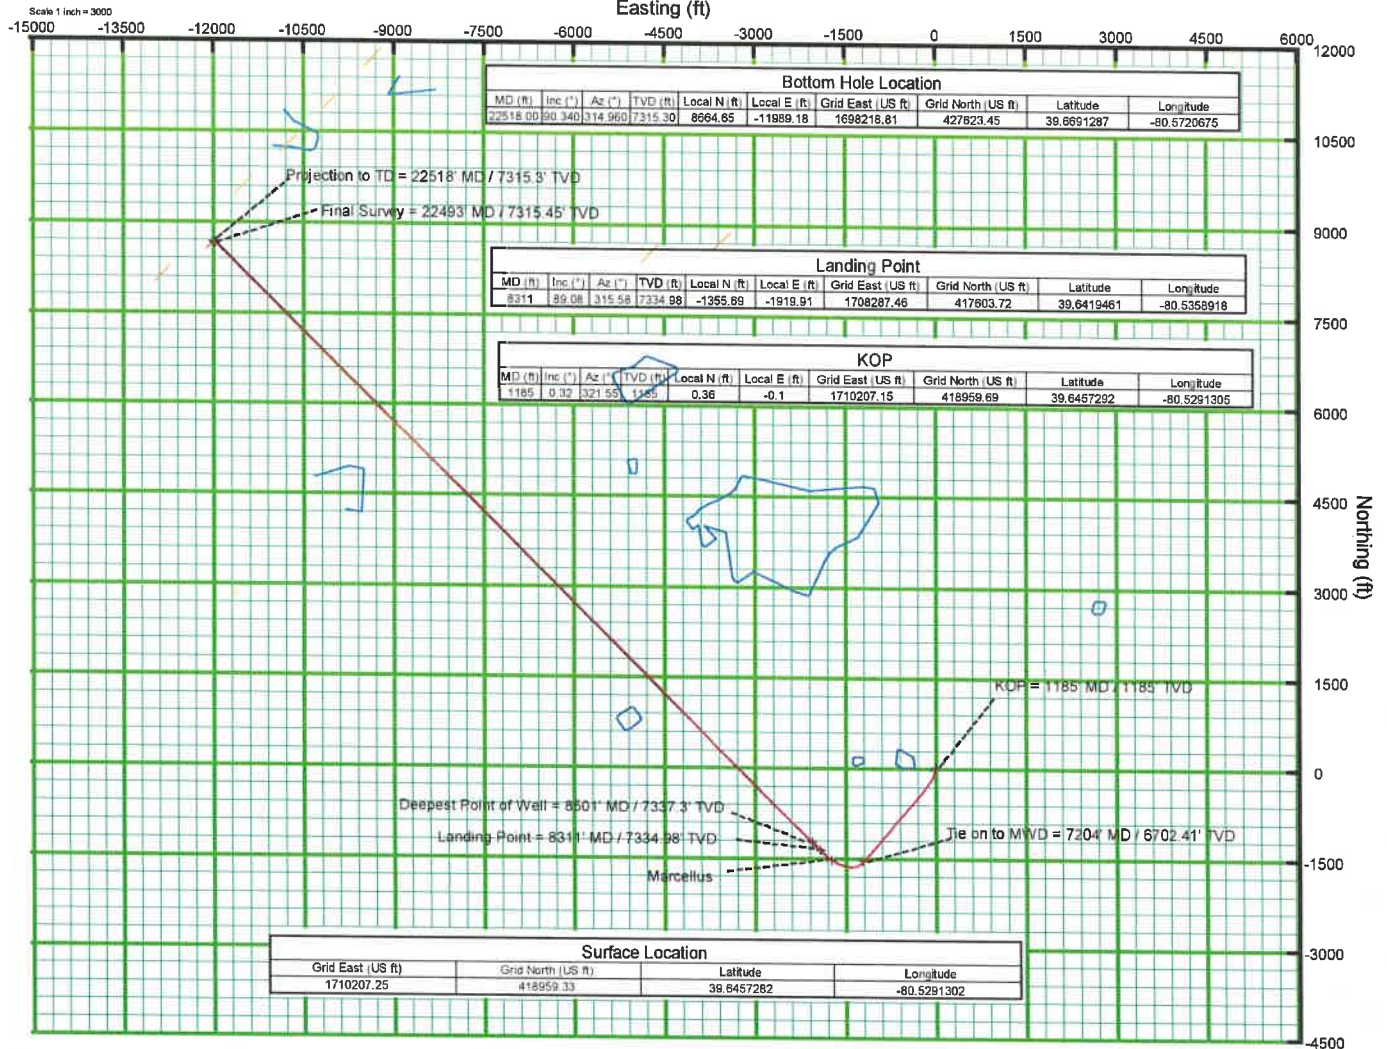 Scale 1 inch = 3000
Easting (ft)
-15000 -13500 -12000 -10500 -9000 -7500 -6000 -4500 -3000 -1500 0 1500 3000 4500 6000
12000
Bottom Hole Location
MD (ft) Inc (°) Az (°) TVD (ft) Local N (ft) Local E (ft) Grid East (US ft) Grid North (US ft) Latitude Longitude
22518.00 90.340 314.960 7315.30 8664.65 -11989.18 1698218.81 427623.45 39.6691287 -80.5720675
10500
Projection to TD = 22518' MD / 7315.3' TVD
Final Survey = 22493' MD / 7315.45' TVD
9000
Landing Point
MD (ft) Inc (°) Az (°) TVD (ft) Local N (ft) Local E (ft) Grid East (US ft) Grid North (US ft) Latitude Longitude
8311 89.08 315.58 7334.98 -1355.69 -1919.91 1708287.46 417603.72 39.6419461 -80.5358918
7500
KOP
MD (ft) Inc (°) Az (°) TVD (ft) Local N (ft) Local E (ft) Grid East (US ft) Grid North (US ft) Latitude Longitude
1185 0.32 321.55 1185 0.36 -0.1 1710207.15 418959.69 39.6457292 -80.5291305
6000
4500
Northing (ft)
3000
KOP = 1185' MD / 1185' TVD
1500
0
Deepest Point of Well = 8501' MD / 7337.3' TVD
Landing Point = 8311' MD / 7334.98' TVD
Tie on to MWD = 7204' MD / 6702.41' TVD
-1500
Marcellus
Surface Location
Grid East (US ft) Grid North (US ft) Latitude Longitude
1710207.25 418959.33 39.6457282 -80.5291302
-3000
-4500